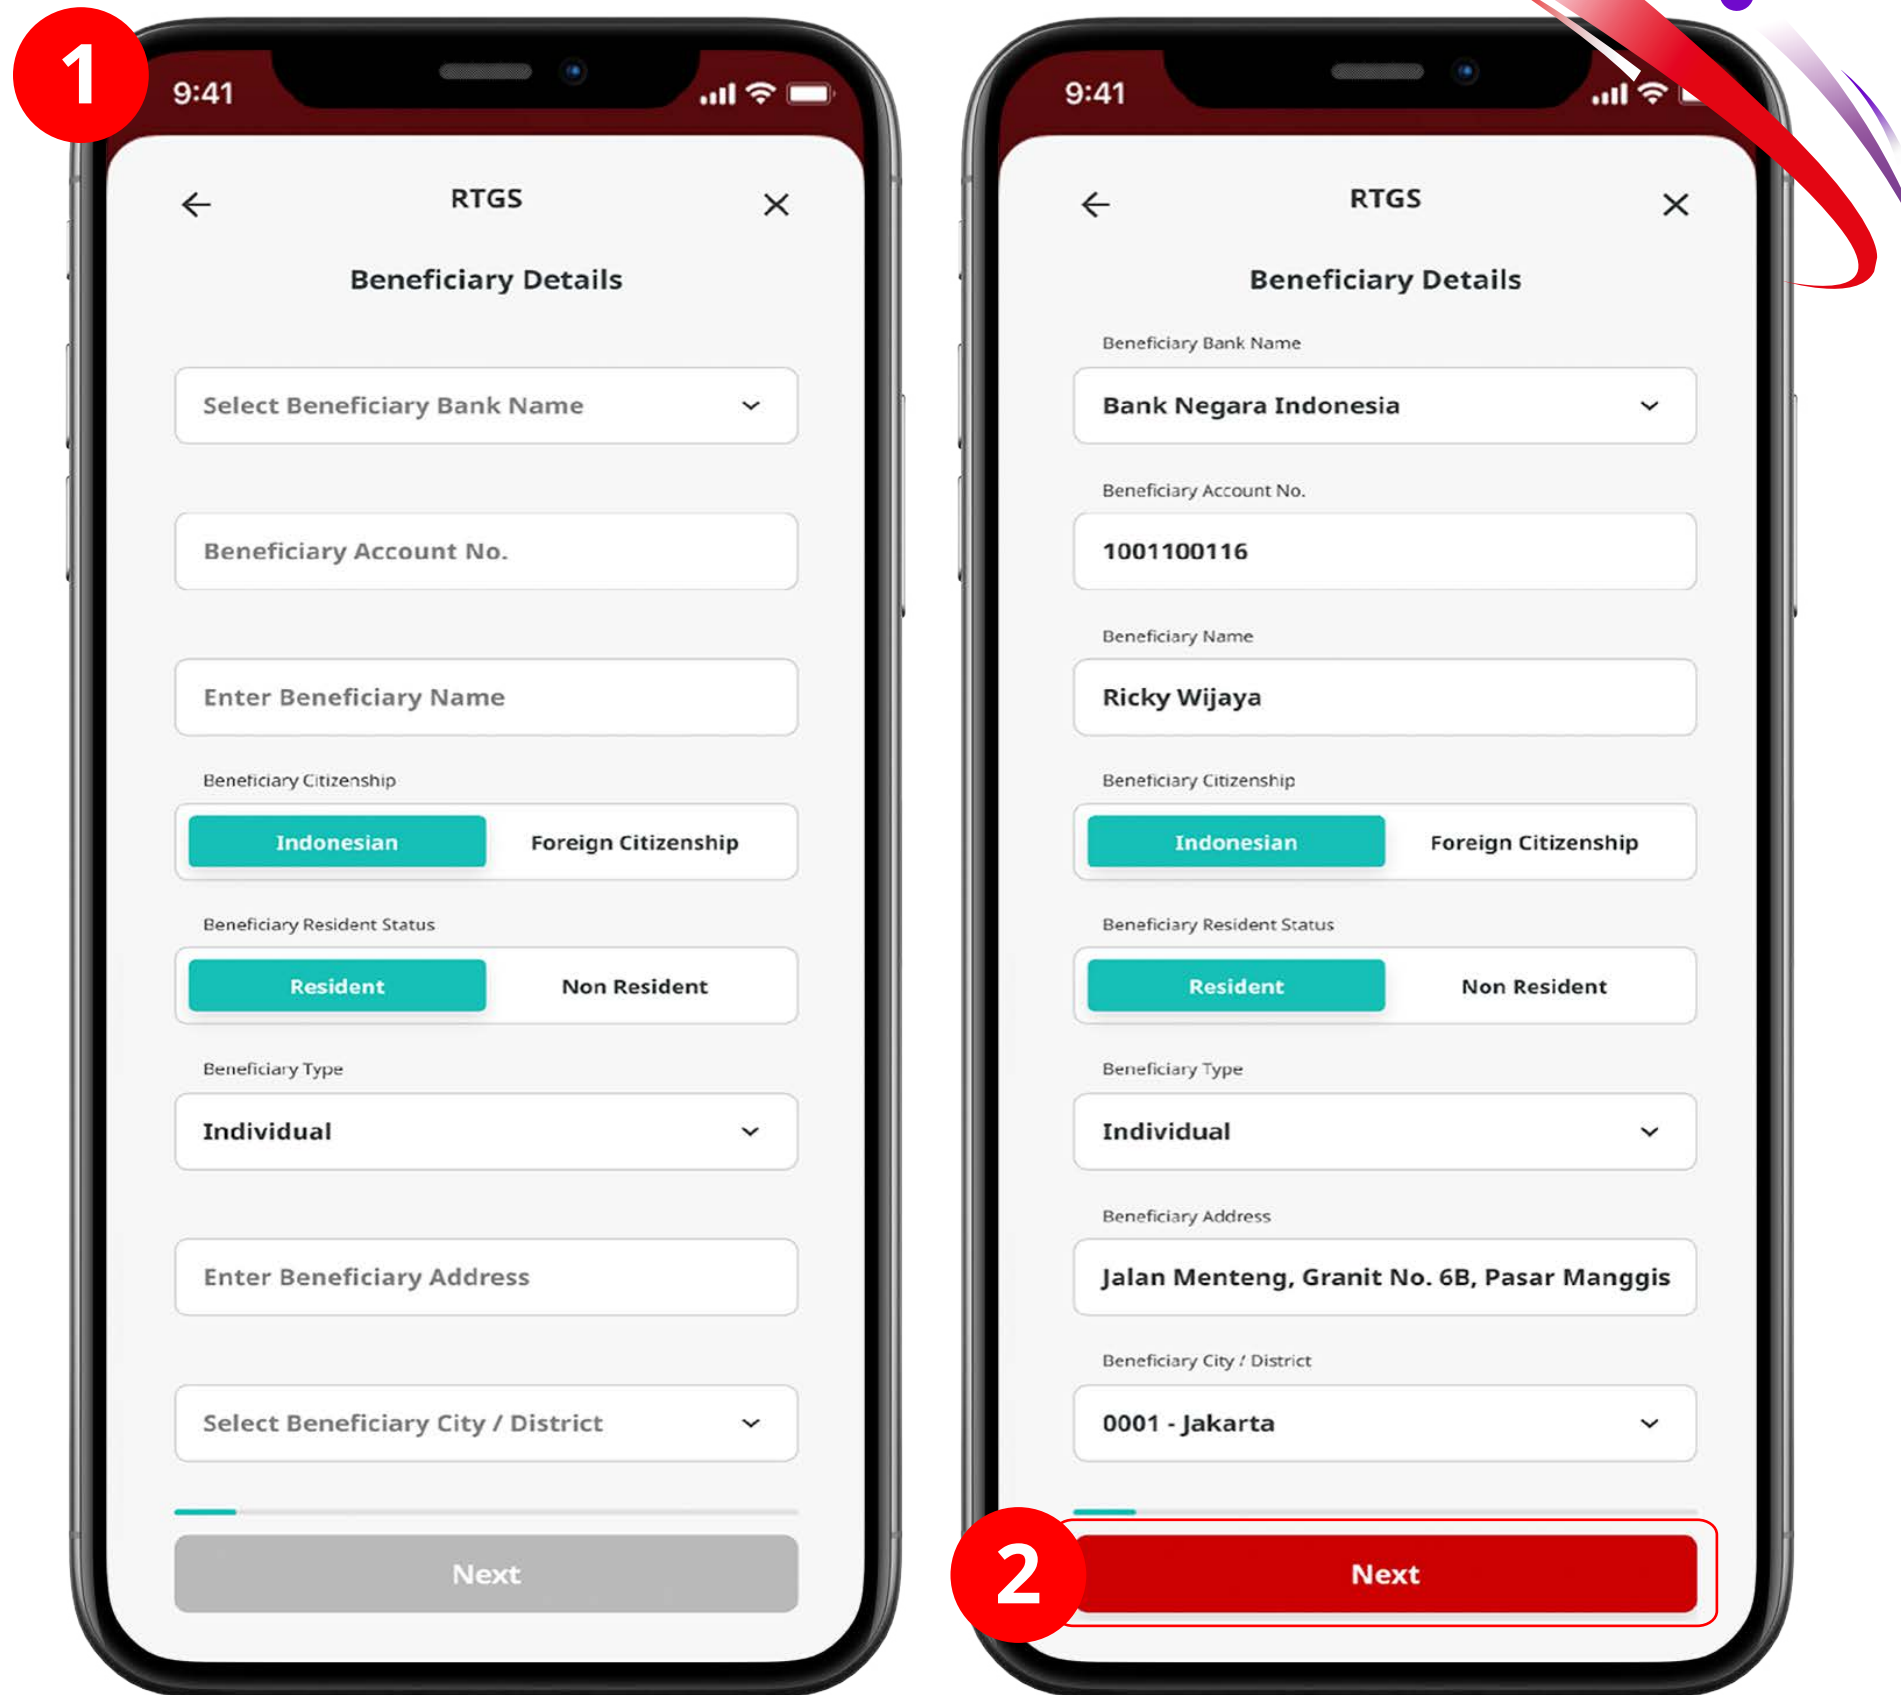 1
9:41
RTGS
Beneficiary Details
Select Beneficiary Bank Name
Beneficiary Account No.
Enter Beneficiary Name
Beneficiary Citizenship
Indonesian
Foreign Citizenship
Beneficiary Resident Status
Resident
Non Resident
Beneficiary Type
Individual
Enter Beneficiary Address
Select Beneficiary City / District
Next
9:41
RTGS
Beneficiary Details
Beneficiary Bank Name
Bank Negara Indonesia
Beneficiary Account No.
1001100116
Beneficiary Name
Ricky Wijaya
Beneficiary Citizenship
Indonesian
Foreign Citizenship
Beneficiary Resident Status
Resident
Non Resident
Beneficiary Type
Individual
Beneficiary Address
Jalan Menteng, Granit No. 6B, Pasar Manggis
Beneficiary City / District
0001 - Jakarta
2
Next